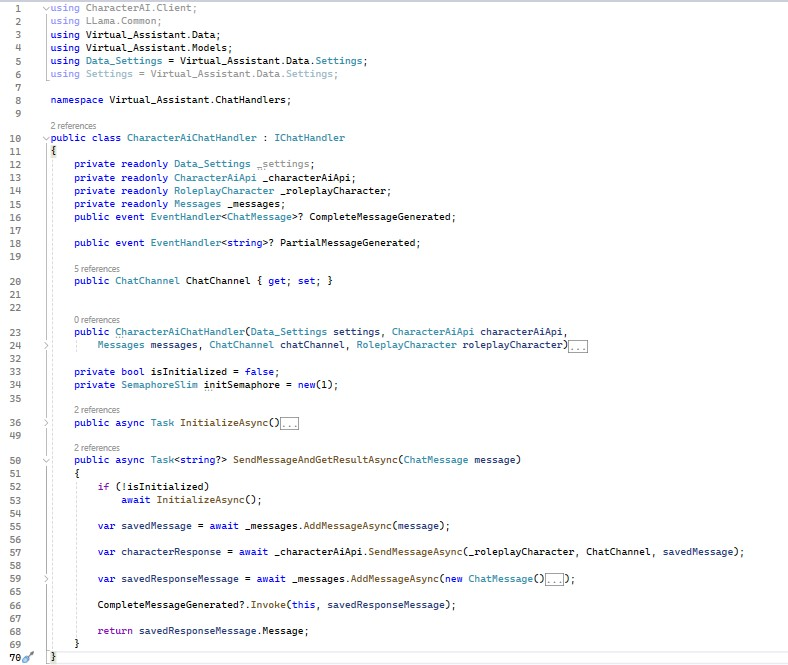 1 using CharacterAI.Client;
2 using LLama.Common;
3 using Virtual_Assistant.Data;
4 using Virtual_Assistant.Models;
5 using Data_Settings = Virtual_Assistant.Data.Settings;
6 using Settings = Virtual_Assistant.Data.Settings;
7
8 namespace Virtual_Assistant.ChatHandlers;
9
2 references
10 public class CharacterAiChatHandler : IChatHandler
11 {
12 private readonly Data_Settings _settings;
13 private readonly CharacterAiApi _characterAiApi;
14 private readonly RoleplayCharacter _roleplayCharacter;
15 private readonly Messages _messages;
16 public event EventHandler<ChatMessage>? CompleteMessageGenerated;
17
18 public event EventHandler<string>? PartialMessageGenerated;
19
5 references
20 public ChatChannel ChatChannel { get; set; }
21
22
0 references
23 public CharacterAiChatHandler(Data_Settings settings, CharacterAiApi characterAiApi,
24 Messages messages, ChatChannel chatChannel, RoleplayCharacter roleplayCharacter)...
32
33 private bool isInitialized = false;
34 private SemaphoreSlim initSemaphore = new(1);
35
2 references
36 public async Task InitializeAsync()...
49
2 references
50 public async Task<string?> SendMessageAndGetResultAsync(ChatMessage message)
51 {
52 if (!isInitialized)
53 await InitializeAsync();
54
55 var savedMessage = await _messages.AddMessageAsync(message);
56
57 var characterResponse = await _characterAiApi.SendMessageAsync(_roleplayCharacter, ChatChannel, savedMessage);
58
59 var savedResponseMessage = await _messages.AddMessageAsync(new ChatMessage()...);
65
66 CompleteMessageGenerated?.Invoke(this, savedResponseMessage);
67
68 return savedResponseMessage.Message;
69 }
70 }